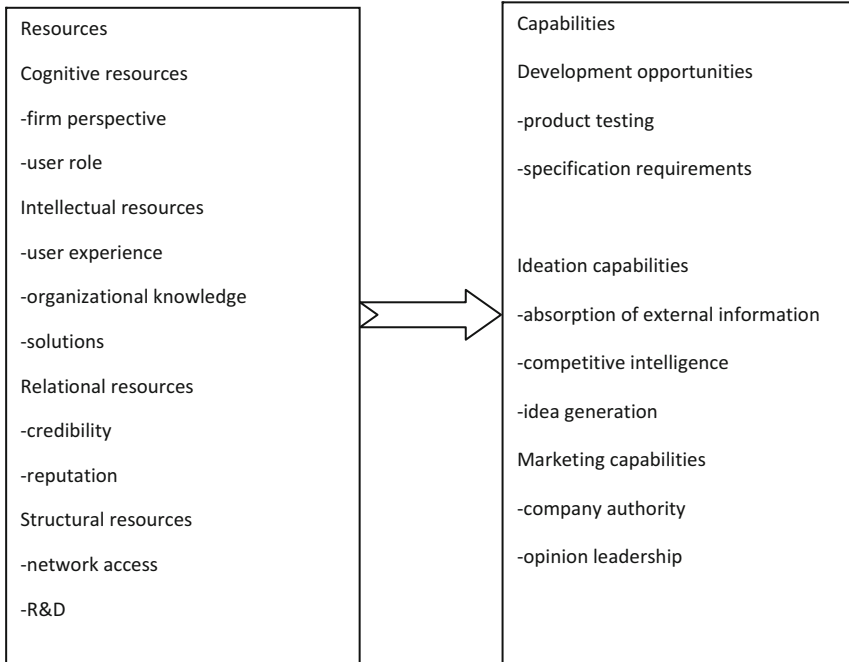 Resources
Cognitive resources
-firm perspective
-user role
Intellectual resources
-user experience
-organizational knowledge
-solutions
Relational resources
-credibility
-reputation
Structural resources
-network access
-R&D
Capabilities
Development opportunities
-product testing
-specification requirements
Ideation capabilities
-absorption of external information
-competitive intelligence
-idea generation
Marketing capabilities
-company authority
-opinion leadership